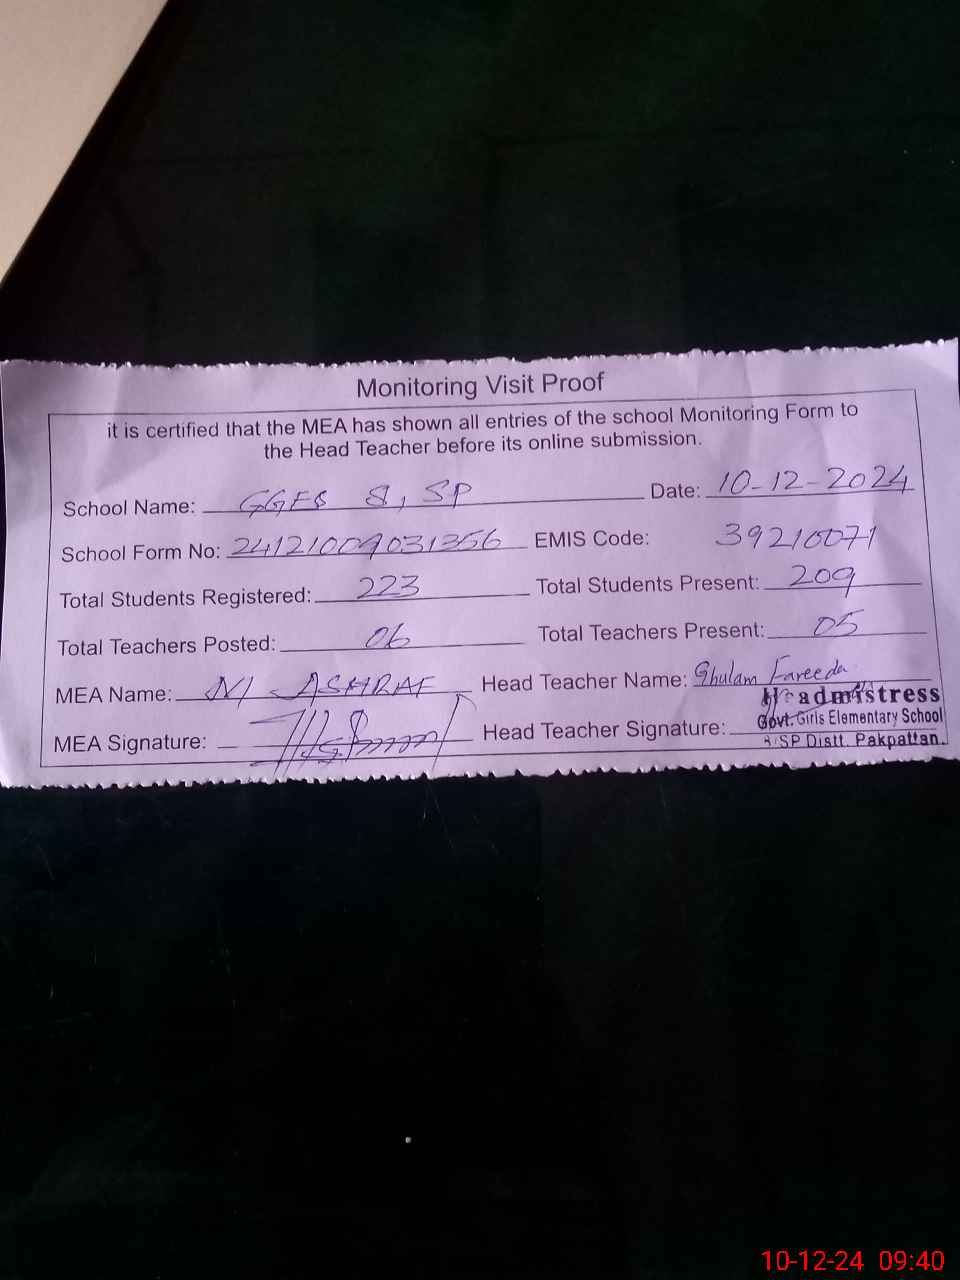 Monitoring Visit Proof
it is certified that the MEA has shown all entries of the school Monitoring Form to
the Head Teacher before its online submission.
School Name: GGES 8, SP Date: 10-12-2024
School Form No: 24121009031356 EMIS Code: 39210071
Total Students Registered: 223 Total Students Present: 209
Total Teachers Posted: 06 Total Teachers Present: 05
MEA Name: M ASHRAF Head Teacher Name: Ghulam Fareeda
Headmistress
MEA Signature: Head Teacher Signature: Govt. Girls Elementary School
SP Distt. Pakpattan.
10-12-24 09:40